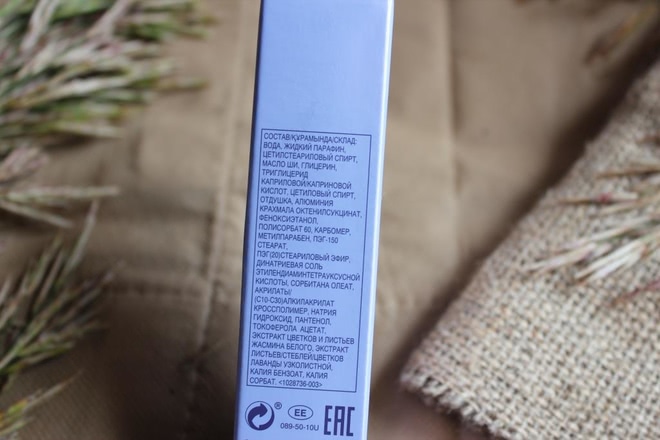 СОСТАВ/ҚҰРАМЫНДА/СКЛАД:
ВОДА, ЖИДКИЙ ПАРАФИН,
ЦЕТИЛСТЕАРИЛОВЫЙ СПИРТ,
МАСЛО ШИ, ГЛИЦЕРИН,
ТРИГЛИЦЕРИД
КАПРИЛОВОЙ/КАПРИНОВОЙ
КИСЛОТ, ЦЕТИЛОВЫЙ СПИРТ,
ОТДУШКА, АЛЮМИНИЯ
КРАХМАЛА ОКТЕНИЛСУКЦИНАТ,
ФЕНОКСИЭТАНОЛ,
ПОЛИСОРБАТ 60, КАРБОМЕР,
МЕТИЛПАРАБЕН, ПЭГ-150
СТЕАРАТ,
ПЭГ(20)СТЕАРИЛОВЫЙ ЭФИР,
ДИНАТРИЕВАЯ СОЛЬ
ЭТИЛЕНДИАМИНТЕТРАУКСУСНОЙ
КИСЛОТЫ, СОРБИТАНА ОЛЕАТ,
АКРИЛАТЫ/
(С10-С30)АЛКИЛАКРИЛАТ
КРОССПОЛИМЕР, НАТРИЯ
ГИДРОКСИД, ПАНТЕНОЛ,
ТОКОФЕРОЛА АЦЕТАТ,
ЭКСТРАКТ ЦВЕТКОВ И ЛИСТЬЕВ
ЖАСМИНА БЕЛОГО, ЭКСТРАКТ
ЛИСТЬЕВ/СТЕБЛЕЙ/ЦВЕТКОВ
ЛАВАНДЫ УЗКОЛИСТНОЙ,
КАЛИЯ БЕНЗОАТ, КАЛИЯ
СОРБАТ. <1028736-003>
® EE EAC
089-50-10U